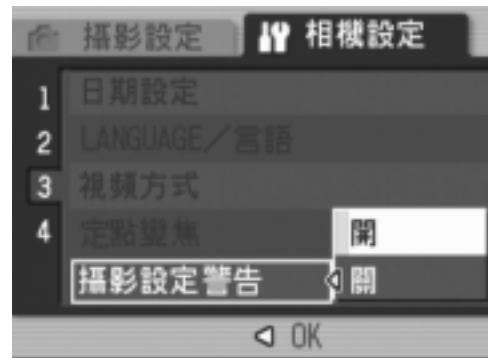 攝影設定 相機設定
1 日期設定
2 LANGUAGE／言語
3 視頻方式
4 定點變焦 開
攝影設定警告 關
OK